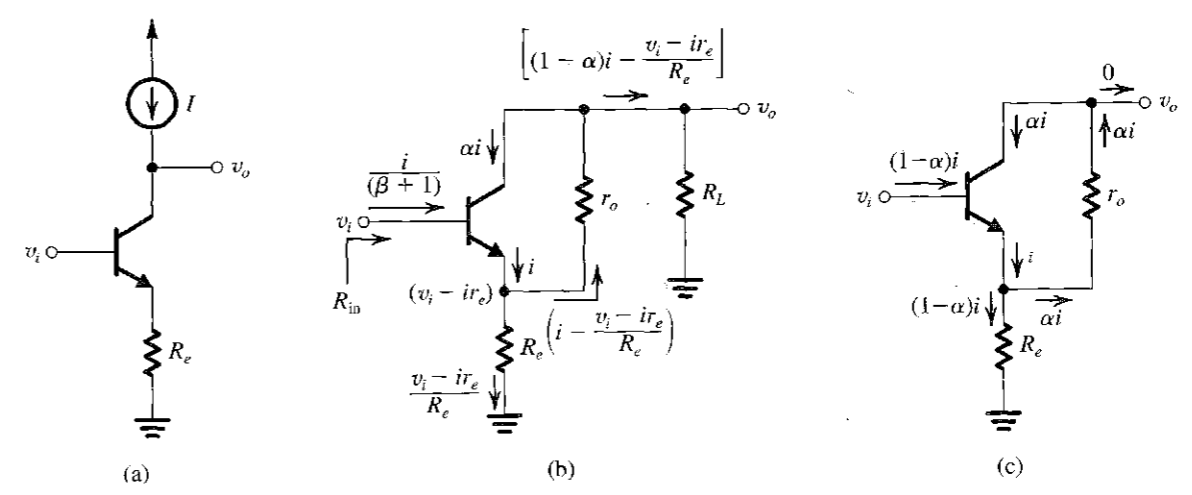 I
v_o
v_i
R_e
(a)
[(1 − α)i − (v_i − ir_e)/R_e]
v_o
αi
i/(β + 1)
v_i
r_o
R_L
R_in
i
(v_i − ir_e)
(i − (v_i − ir_e)/R_e)
R_e
(v_i − ir_e)/R_e
(b)
0
v_o
αi
αi
(1−α)i
v_i
r_o
i
(1−α)i
αi
R_e
(c)